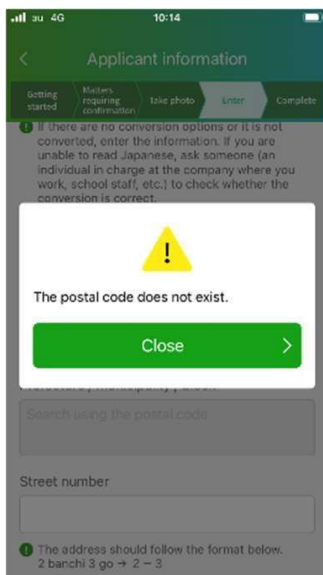 au 4G 10:14
Applicant information
Getting started
Matters requiring confirmation
Take photo
Enter
Complete
If there are no conversion options or it is not
converted, enter the information. If you are
unable to read Japanese, ask someone (an
individual in charge at the company where you
work, school staff, etc.) to check whether the
conversion is correct.
The postal code does not exist.
Close
Search using the postal code
Street number
The address should follow the format below.
2 banchi 3 go → 2 − 3